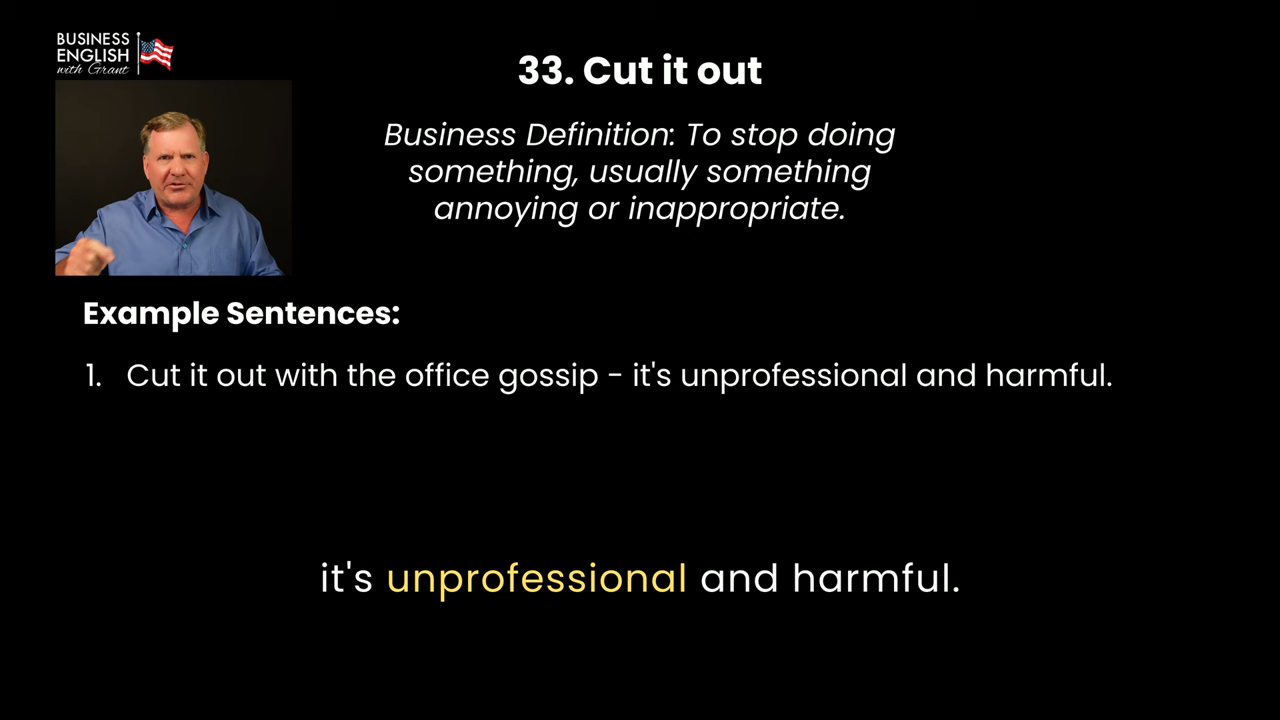 BUSINESS
ENGLISH
with Grant
33. Cut it out
Business Definition: To stop doing
something, usually something
annoying or inappropriate.
Example Sentences:
1. Cut it out with the office gossip - it's unprofessional and harmful.
it's unprofessional and harmful.